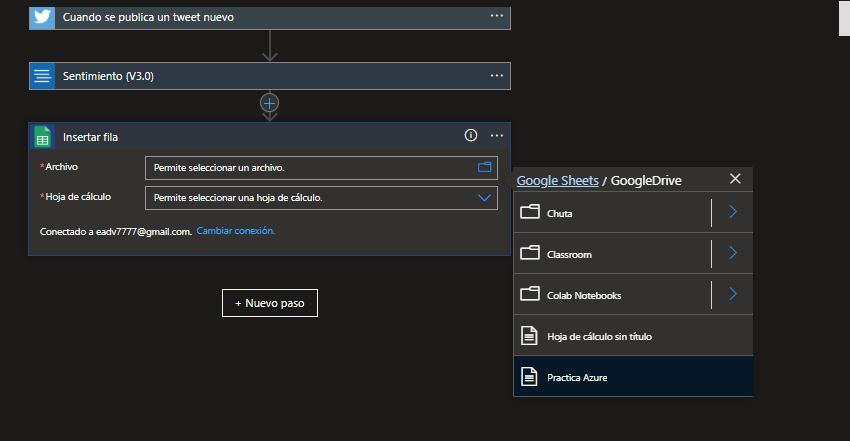 Cuando se publica un tweet nuevo
Sentimiento (V3.0)
Insertar fila
*Archivo
Permite seleccionar un archivo.
*Hoja de cálculo
Permite seleccionar una hoja de cálculo.
Conectado a eadv7777@gmail.com. Cambiar conexión.
+ Nuevo paso
Google Sheets / GoogleDrive
Chuta
Classroom
Colab Notebooks
Hoja de cálculo sin título
Practica Azure